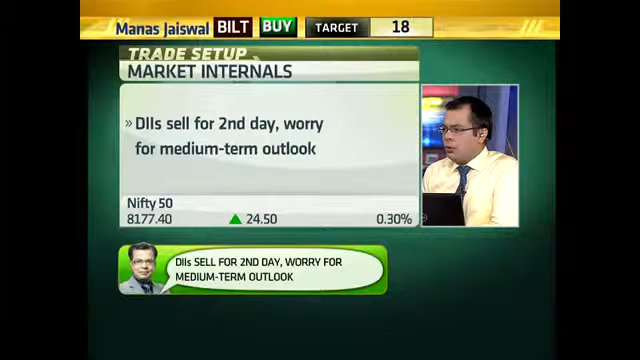 Manas Jaiswal BILT BUY TARGET 18
TRADE SETUP
MARKET INTERNALS
» DIIs sell for 2nd day, worry
for medium-term outlook
Nifty 50
8177.40 ▲ 24.50 0.30%
DIIs SELL FOR 2ND DAY, WORRY FOR
MEDIUM-TERM OUTLOOK